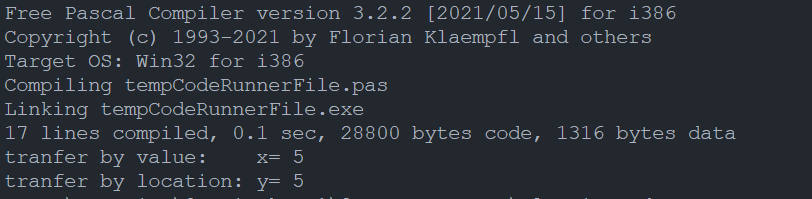 Free Pascal Compiler version 3.2.2 [2021/05/15] for i386
Copyright (c) 1993-2021 by Florian Klaempfl and others
Target OS: Win32 for i386
Compiling tempCodeRunnerFile.pas
Linking tempCodeRunnerFile.exe
17 lines compiled, 0.1 sec, 28800 bytes code, 1316 bytes data
tranfer by value:    x= 5
tranfer by location: y= 5